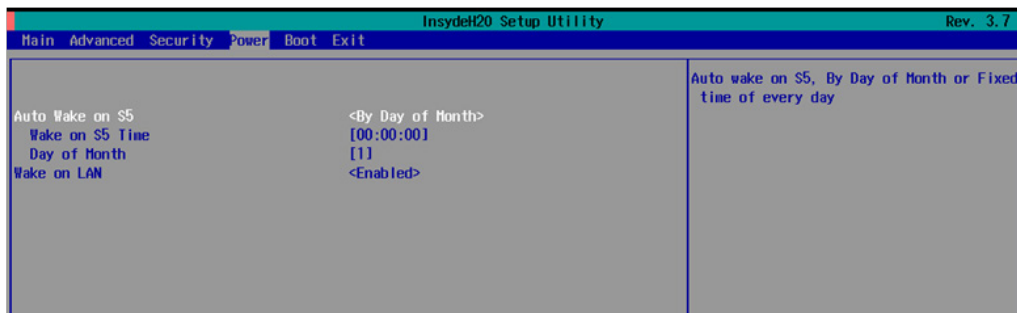 InsydeH20 Setup Utility Rev. 3.7
Main Advanced Security Power Boot Exit
Auto Wake on S5 <By Day of Month>
Wake on S5 Time [00:00:00]
Day of Month [1]
Wake on LAN <Enabled>
Auto wake on S5, By Day of Month or Fixed
time of every day